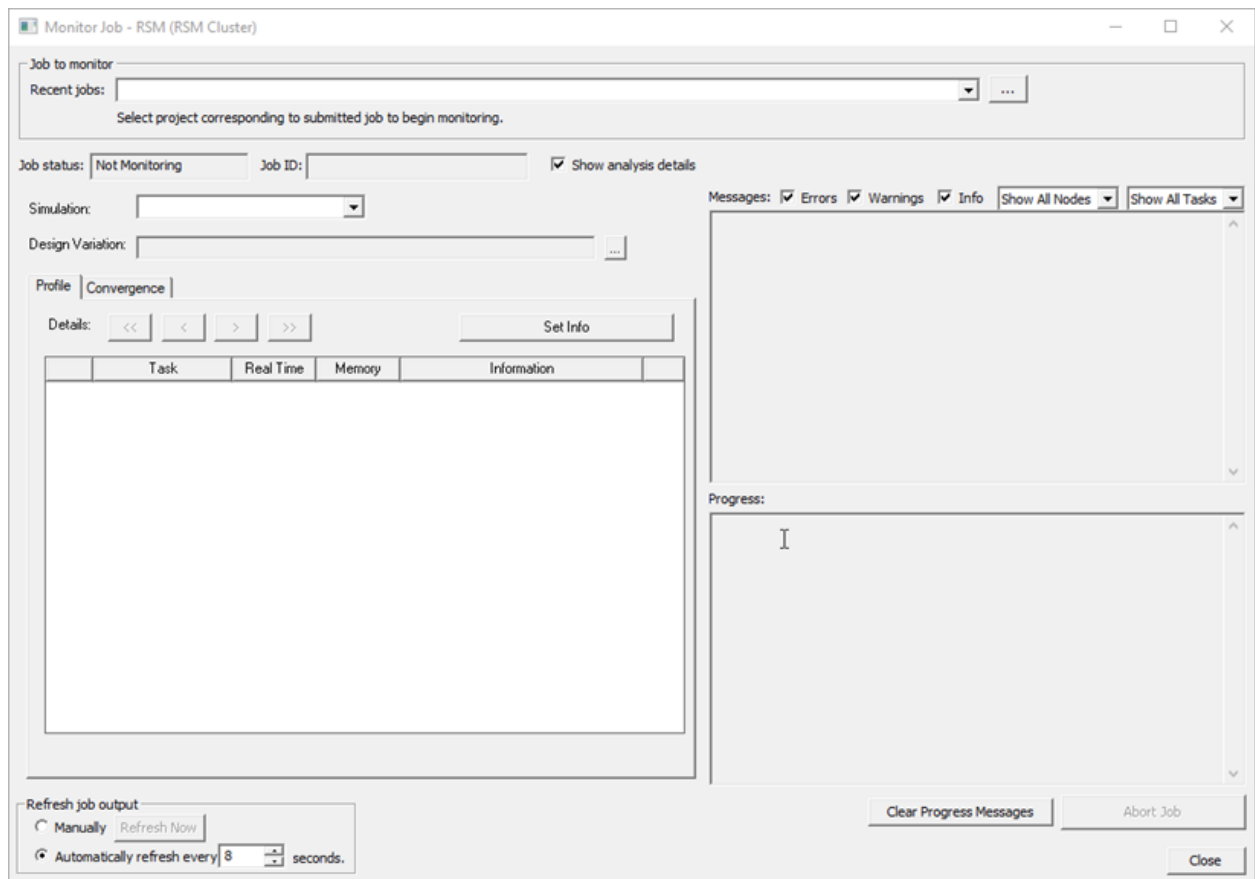 Monitor Job - RSM (RSM Cluster)
Job to monitor
Recent jobs:
...
Select project corresponding to submitted job to begin monitoring.
Job status: Not Monitoring Job ID: Show analysis details
Simulation:
Messages: Errors Warnings Info Show All Nodes Show All Tasks
Design Variation: ...
Profile Convergence
Details: << < > >> Set Info
Task Real Time Memory Information
Progress:
Refresh job output
Manually Refresh Now
Automatically refresh every 8 seconds.
Clear Progress Messages Abort Job
Close